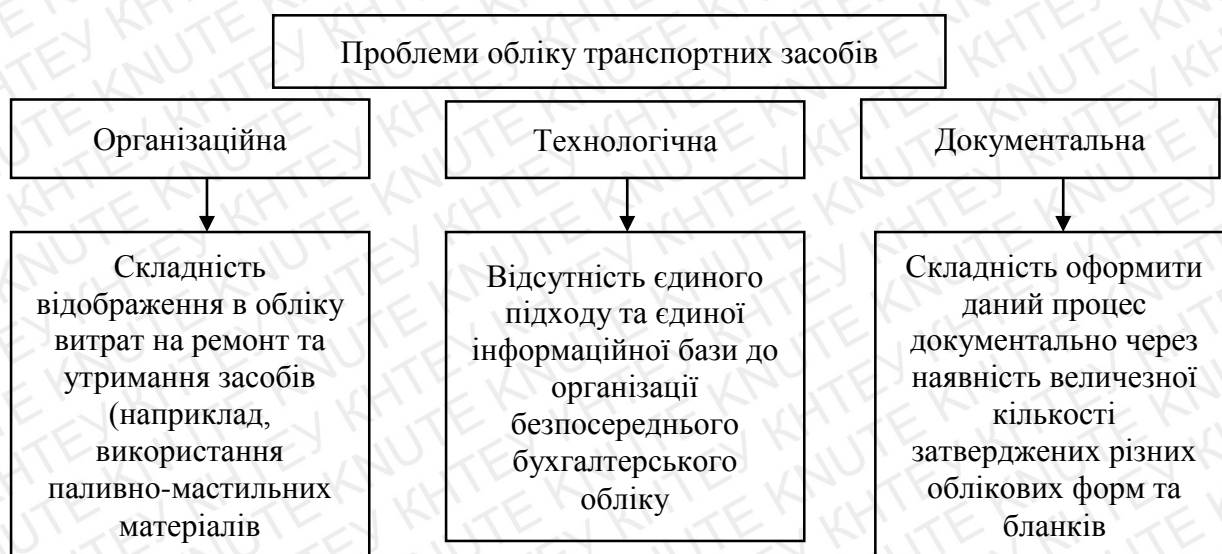 Проблеми обліку транспортних засобів
Організаційна
Технологічна
Документальна
Складність
відображення в обліку
витрат на ремонт та
утримання засобів
(наприклад,
використання
паливно-мастильних
матеріалів
Відсутність єдиного
підходу та єдиної
інформаційної бази до
організації
безпосереднього
бухгалтерського
обліку
Складність оформити
даний процес
документально через
наявність величезної
кількості
затверджених різних
облікових форм та
бланків